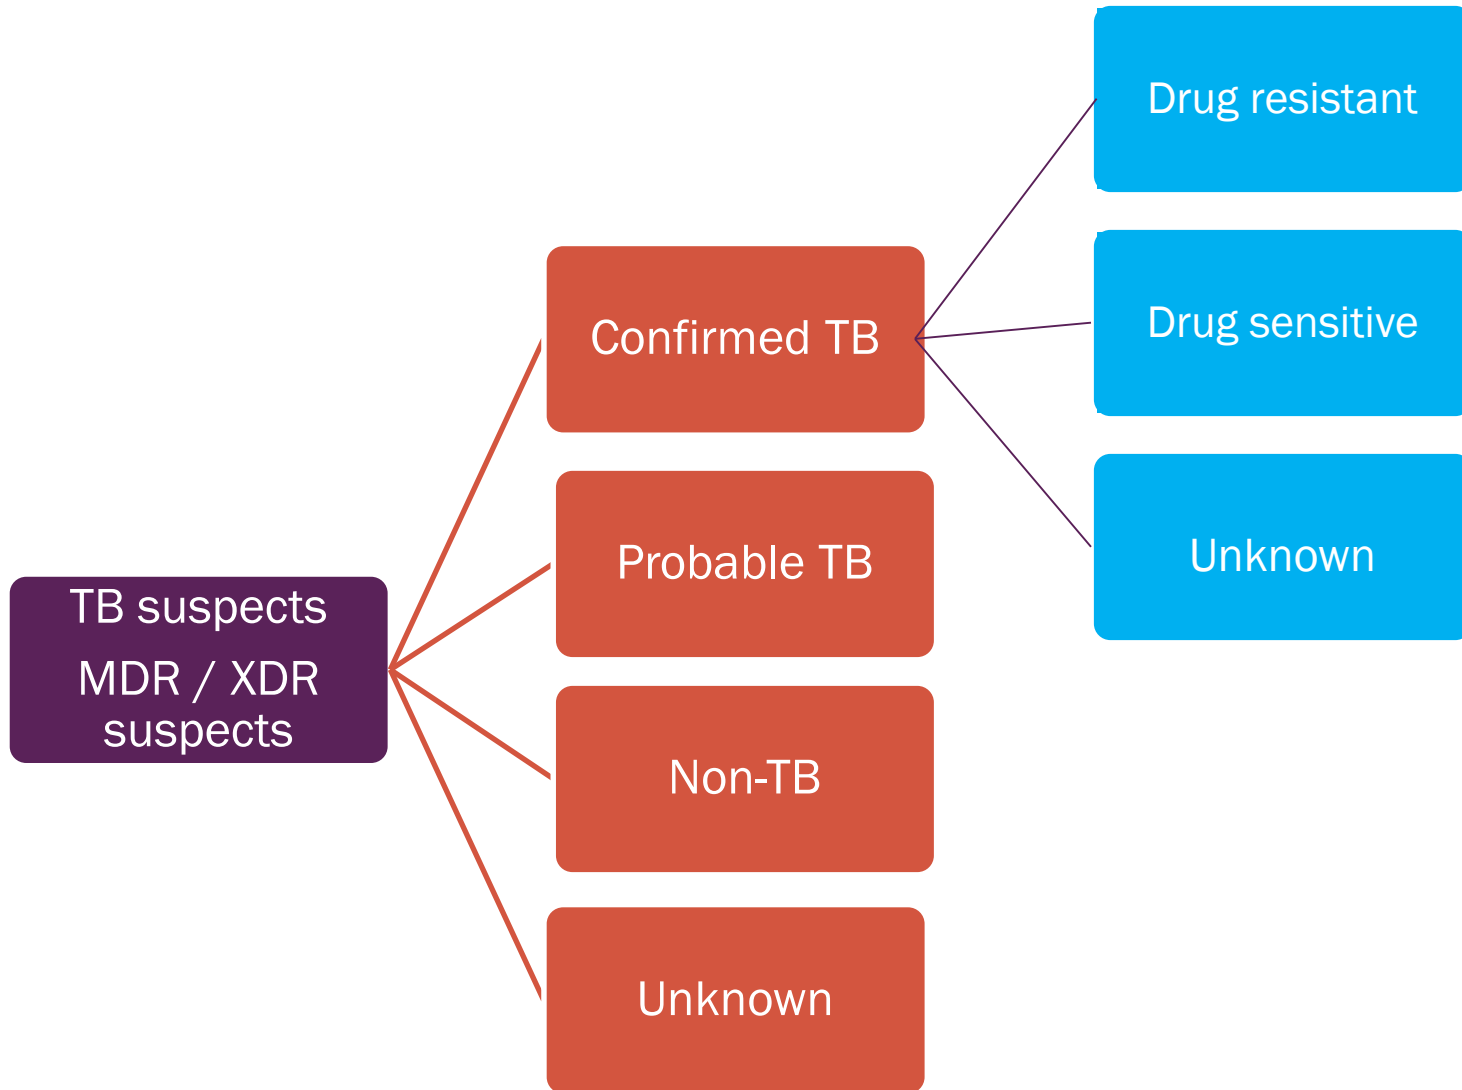 TB suspects
MDR / XDR
suspects
Confirmed TB
Probable TB
Non-TB
Unknown
Drug resistant
Drug sensitive
Unknown